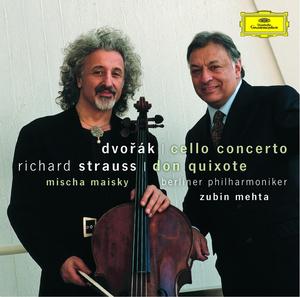 Deutsche
Grammophon
dvořák | cello concerto
richard strauss | don quixote
mischa maisky | berliner philharmoniker
zubin mehta